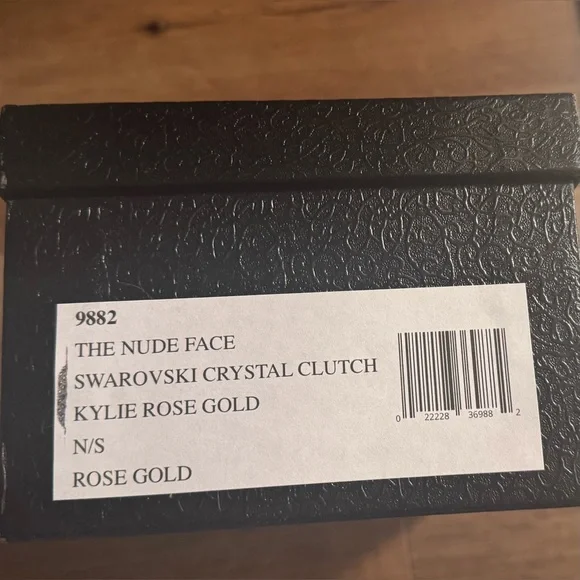 9882
THE NUDE FACE
SWAROVSKI CRYSTAL CLUTCH
KYLIE ROSE GOLD
N/S
ROSE GOLD
0 22228 36988 2